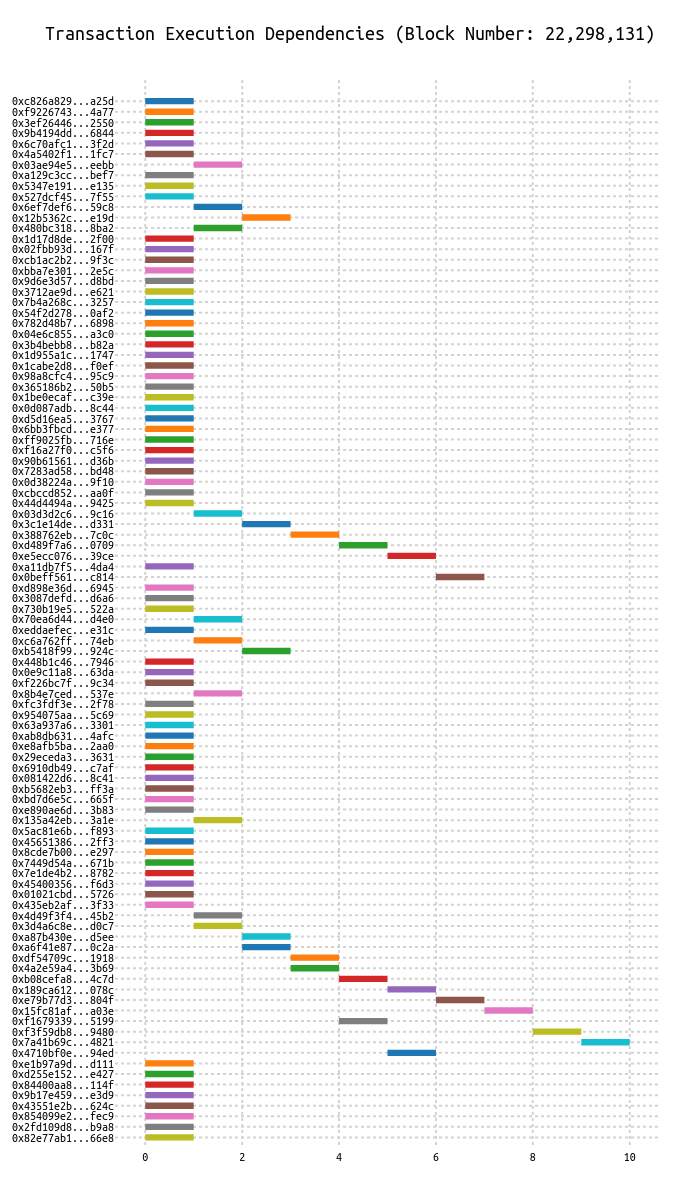 Transaction Execution Dependencies (Block Number: 22,298,131)
0xc826a829...a25d
0xf9226743...4a77
0x3ef26446...2550
0x9b4194dd...6844
0x6c70afc1...3f2d
0x4a5402f1...1fc7
0x03ae94e5...eebb
0xa129c3cc...bef7
0x5347e191...e135
0x527dcf45...7f55
0x6ef7def6...59c8
0x12b5362c...e19d
0x480bc318...8ba2
0x1d17d8de...2f00
0x02fbb93d...167f
0xcb1ac2b2...9f3c
0xbba7e301...2e5c
0x9d6e3d57...d8bd
0x3712ae9d...e621
0x7b4a268c...3257
0x54f2d278...0af2
0x782d48b7...6898
0x04e6c855...a3c0
0x3b4bebb8...b82a
0x1d955a1c...1747
0x1cabe2d8...f0ef
0x98a8cfc4...95c9
0x365186b2...50b5
0x1be0ecaf...c39e
0x0d087adb...8c44
0xd5d16ea5...3767
0x6bb3fbcd...e377
0xff9025fb...716e
0xf16a27f0...c5f6
0x90b61561...d36b
0x7283ad58...bd48
0x0d38224a...9f10
0xcbccd852...aa0f
0x44d4494a...9425
0x03d3d2c6...9c16
0x3c1e14de...d331
0x388762eb...7c0c
0xd489f7a6...0709
0xe5ecc076...39ce
0xa11db7f5...4da4
0x0beff561...c814
0xd898e36d...6945
0x3087defd...d6a6
0x730b19e5...522a
0x70ea6d44...d4e0
0xeddaefec...e31c
0xc6a762ff...74eb
0xb5418f99...924c
0x448b1c46...7946
0x0e9c11a8...63da
0xf226bc7f...9c34
0x8b4e7ced...537e
0xfc3fdf3e...2f78
0x954075aa...5c69
0x63a937a6...3301
0xab8db631...4afc
0xe8afb5ba...2aa0
0x29eceda3...3631
0x6910db49...c7af
0x081422d6...8c41
0xb5682eb3...ff3a
0xbd7d6e5c...665f
0xe890ae6d...3b83
0x135a42eb...3a1e
0x5ac81e6b...f893
0x45651386...2ff3
0x8cde7b00...e297
0x7449d54a...671b
0x7e1de4b2...8782
0x45400356...f6d3
0x01021cbd...5726
0x435eb2af...3f33
0x4d49f3f4...45b2
0x3d4a6c8e...d0c7
0xa87b430e...d5ee
0xa6f41e87...0c2a
0xdf54709c...1918
0x4a2e59a4...3b69
0xb08cefa8...4c7d
0x189ca612...078c
0xe79b77d3...804f
0x15fc81af...a03e
0xf1679339...5199
0xf3f59db8...9480
0x7a41b69c...4821
0x4710bf0e...94ed
0xe1b97a9d...d111
0xd255e152...e427
0x84400aa8...114f
0x9b17e459...e3d9
0x43551e2b...624c
0x854099e2...fec9
0x2fd109d8...b9a8
0x82e77ab1...66e8
0 2 4 6 8 10